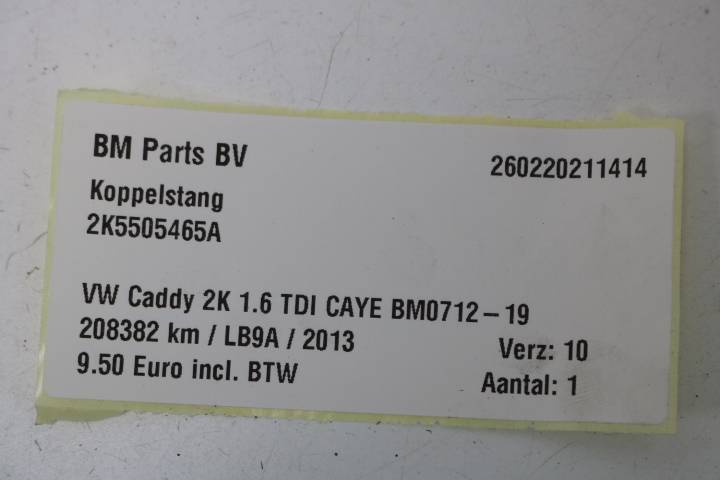 BM Parts BV
260220211414
Koppelstang
2K5505465A
VW Caddy 2K 1.6 TDI CAYE BM0712-19
208382 km / LB9A / 2013
Verz: 10
9.50 Euro incl. BTW
Aantal: 1